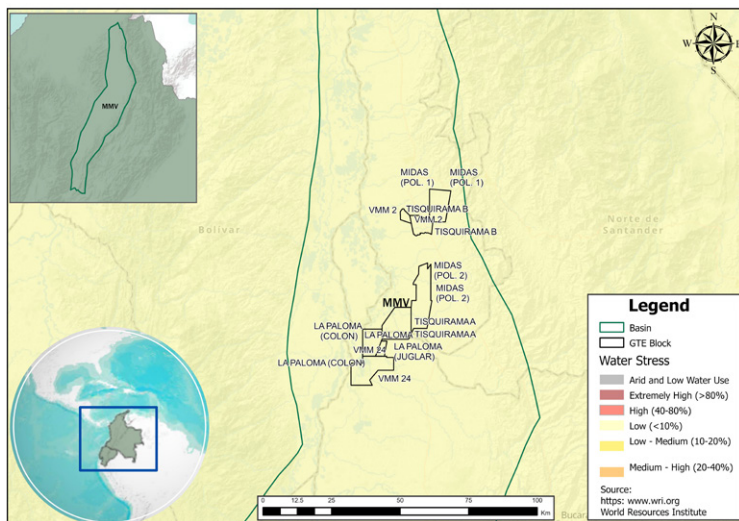 MMV
N
W
E
S
MIDAS
(POL. 1)
MIDAS
(POL. 1)
VMM 2
TISQUIRAMA B
VMM 2
TISQUIRAMA B
Bolívar
Norte de
Santander
MIDAS
(POL. 2)
MIDAS
(POL. 2)
MMV
TISQUIRAMA A
LA PALOMA
(COLON)
LA PALOMA
TISQUIRAMA A
VMM 24
LA PALOMA
(JUGLAR)
LA PALOMA (COLON)
VMM 24
Legend
Basin
GTE Block
Water Stress
Arid and Low Water Use
Extremely High (>80%)
High (40-80%)
Low (<10%)
Low - Medium (10-20%)
Medium - High (20-40%)
Source:
https: www.wri.org
World Resources Institute
0 12.5 25 50 75 100
Km